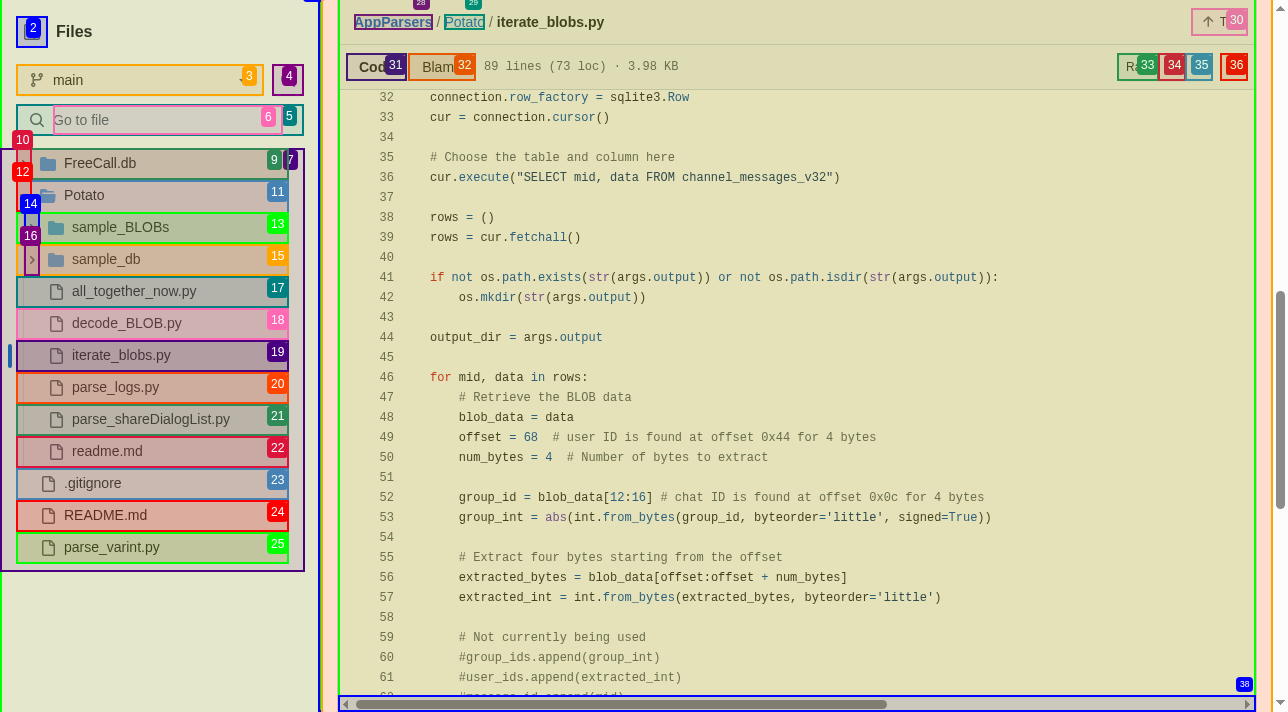 2
Files
main
3
4
Go to file
6
5
10
FreeCall.db
9
7
12
Potato
11
14
sample_BLOBs
13
16
sample_db
15
all_together_now.py
17
decode_BLOB.py
18
iterate_blobs.py
19
parse_logs.py
20
parse_shareDialogList.py
21
readme.md
22
.gitignore
23
README.md
24
parse_varint.py
25
28
29
AppParsers / Potato / iterate_blobs.py
30
31
32
89 lines (73 loc) · 3.98 KB
33
34
35
36
32 connection.row_factory = sqlite3.Row
33 cur = connection.cursor()
34
35 # Choose the table and column here
36 cur.execute("SELECT mid, data FROM channel_messages_v32")
37
38 rows = ()
39 rows = cur.fetchall()
40
41 if not os.path.exists(str(args.output)) or not os.path.isdir(str(args.output)):
42 os.mkdir(str(args.output))
43
44 output_dir = args.output
45
46 for mid, data in rows:
47 # Retrieve the BLOB data
48 blob_data = data
49 offset = 68 # user ID is found at offset 0x44 for 4 bytes
50 num_bytes = 4 # Number of bytes to extract
51
52 group_id = blob_data[12:16] # chat ID is found at offset 0x0c for 4 bytes
53 group_int = abs(int.from_bytes(group_id, byteorder='little', signed=True))
54
55 # Extract four bytes starting from the offset
56 extracted_bytes = blob_data[offset:offset + num_bytes]
57 extracted_int = int.from_bytes(extracted_bytes, byteorder='little')
58
59 # Not currently being used
60 #group_ids.append(group_int)
61 #user_ids.append(extracted_int)
38